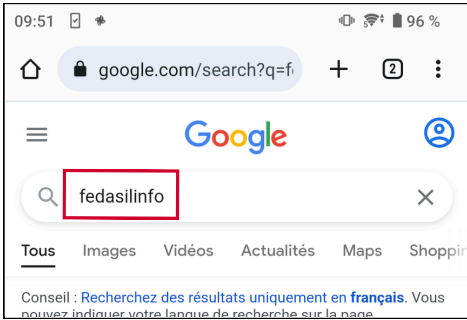 09:51 96 %
google.com/search?q=f
2
Google
fedasilinfo
Tous Images Vidéos Actualités Maps Shoppin
Conseil : Recherchez des résultats uniquement en français. Vous
pouvez indiquer votre langue de recherche sur la page